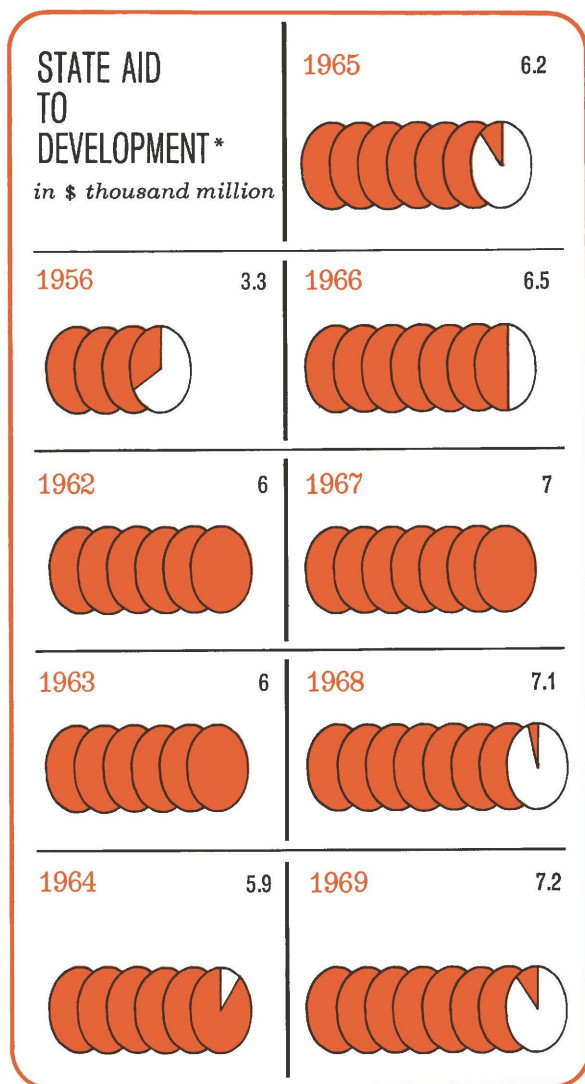 STATE AID
TO
DEVELOPMENT*
in $ thousand million
1956 3.3
1962 6
1963 6
1964 5.9
1965 6.2
1966 6.5
1967 7
1968 7.1
1969 7.2